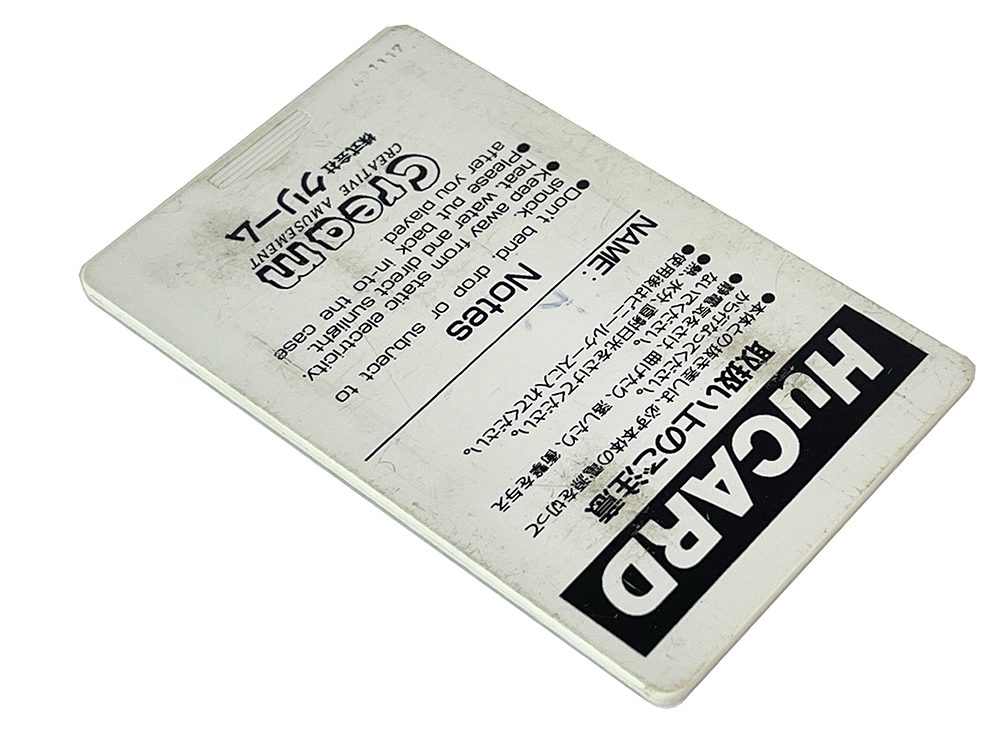 HuCARD
取扱い上のご注意
●本体との抜き差しは、必ず本体の電源を切って
から行なってください。
●静電気をさけ、曲げたり、落したり、衝撃を与え
ないでください。
●熱、水分、直射日光をさけてください。
●使用後はビニールケースに入れてください。
NAME:
Notes
●Don't bend, drop or subject to
shock.
●Keep away from static electricity,
heat, water and direct sunlight.
●Please put back in-to the case
after you played.
Cream
CREATIVE AMUSEMENT
株式会社 クリーム